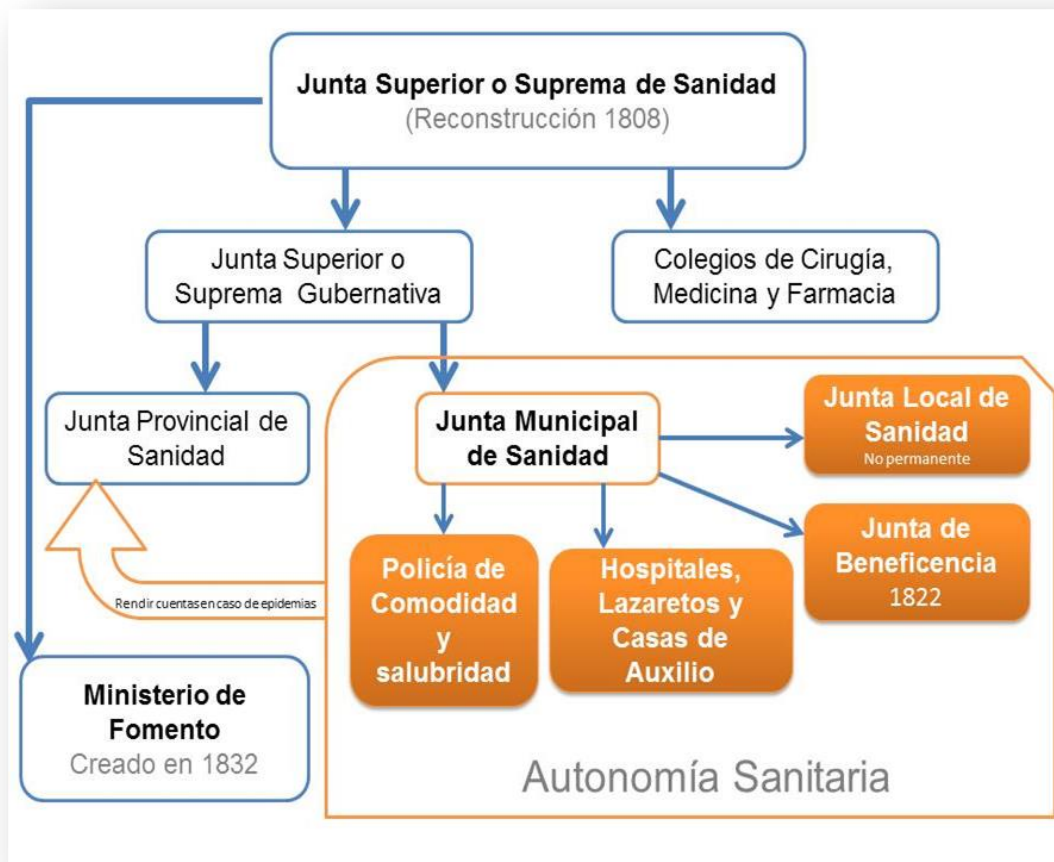 Junta Superior o Suprema de Sanidad
(Reconstrucción 1808)
Junta Superior o
Suprema Gubernativa
Colegios de Cirugía,
Medicina y Farmacia
Junta Provincial de
Sanidad
Junta Municipal
de Sanidad
Junta Local de
Sanidad
No permanente
Junta de
Beneficencia
1822
Policía de
Comodidad
y
salubridad
Hospitales,
Lazaretos y
Casas de
Auxilio
Rendir cuentas en caso de epidemias
Ministerio de
Fomento
Creado en 1832
Autonomía Sanitaria